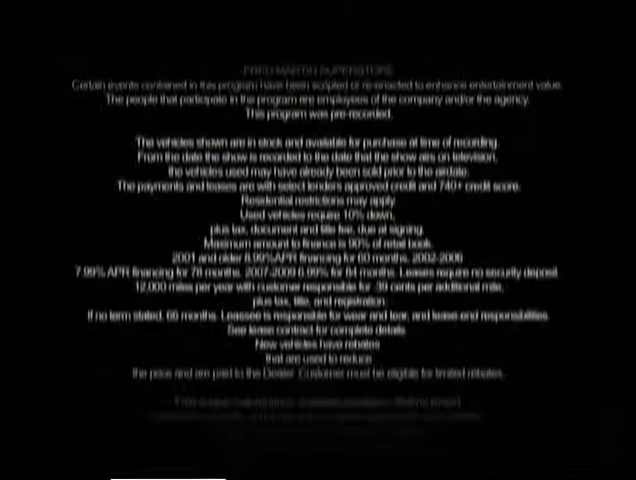 FRED MARTIN SUPERSTORE
Certain events contained in this program have been scripted or re-enacted to enhance entertainment value.
The people that participate in this program are employees of the company and/or the agency.
This program was pre-recorded.
The vehicles shown are in stock and available for purchase at time of recording.
From the date the show is recorded to the date that the show airs on television,
the vehicles used may have already been sold prior to the airdate.
The payments and leases are with select lenders approved credit and 740+ credit score.
Residential restrictions may apply.
Used vehicles require 10% down,
plus tax, document and title fee, due at signing.
Maximum amount to finance is 90% of retail book.
2001 and older 8.99%APR financing for 60 months. 2002-2006
7.99% APR financing for months. 2007-2009 6.99% for 84 months. Leases require no security deposit.
12,000 miles per year with customer responsible for .39 cents per additional mile.
plus tax, title, and registration.
If no term stated, 66 months. Leasee is responsible for wear and tear, and lease end responsibilities.
See lease contract for complete details.
New vehicles have rebates
that are used to reduce
the price and are paid to the Dealer. Customer must be eligible for limited rebates.